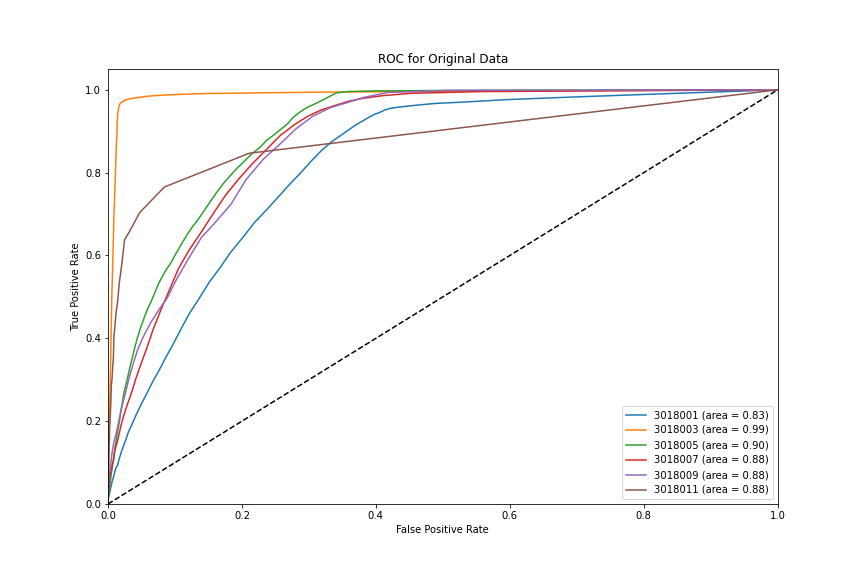 ROC for Original Data
1.0
0.8
0.6
0.4
0.2
0.0
True Positive Rate
0.0 0.2 0.4 0.6 0.8 1.0
False Positive Rate
3018001 (area = 0.83)
3018003 (area = 0.99)
3018005 (area = 0.90)
3018007 (area = 0.88)
3018009 (area = 0.88)
3018011 (area = 0.88)